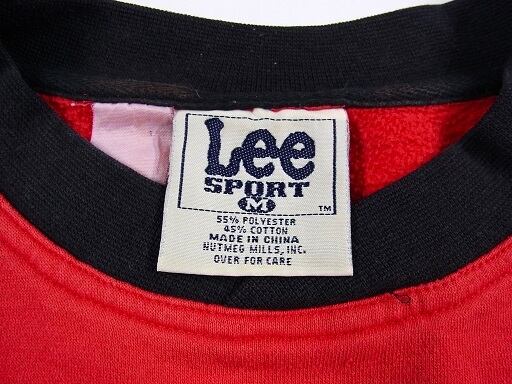 Lee
SPORT
M
TM
55% POLYESTER
45% COTTON
MADE IN CHINA
NUTMEG MILLS, INC.
OVER FOR CARE